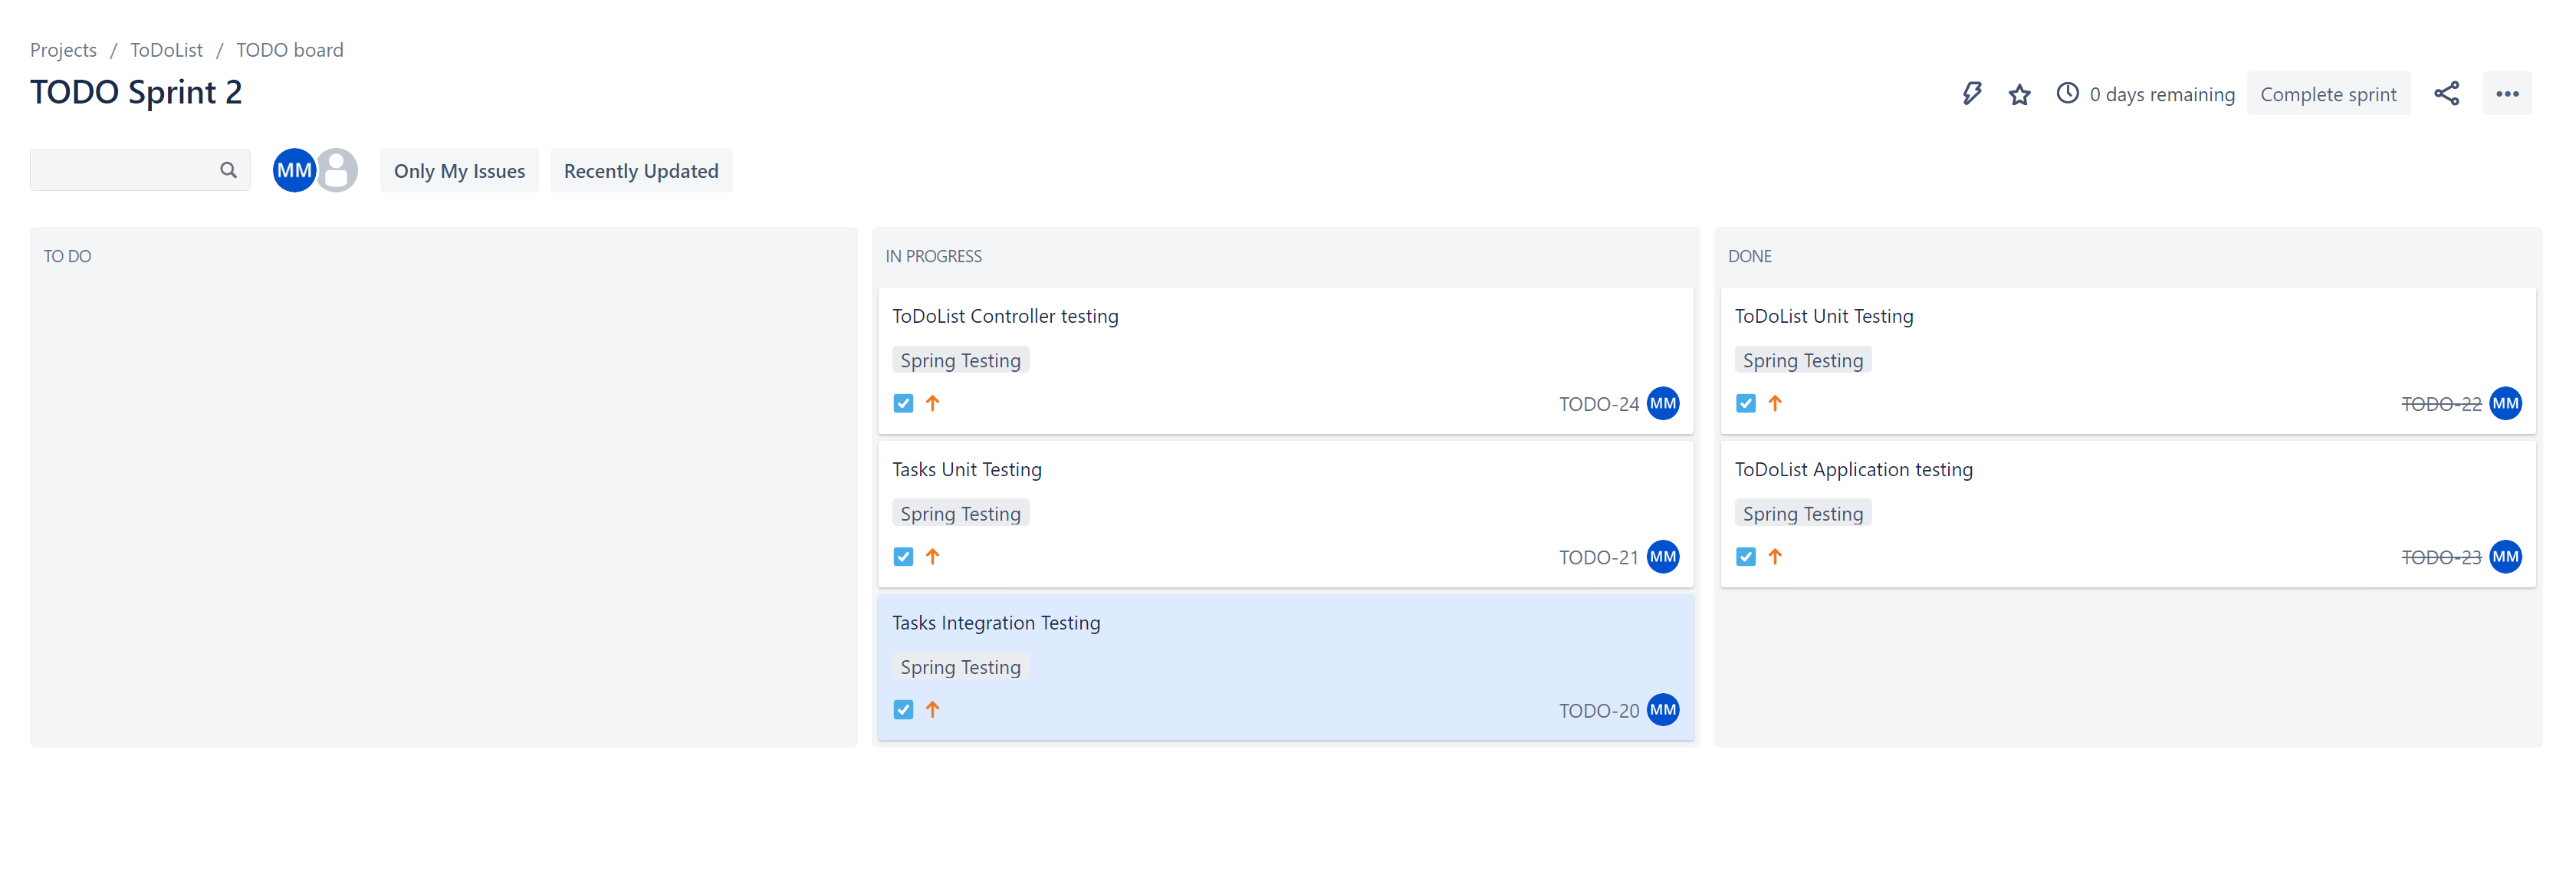 Projects / ToDoList / TODO board
TODO Sprint 2
0 days remaining
Complete sprint
MM
Only My Issues
Recently Updated
TO DO
IN PROGRESS
ToDoList Controller testing
Spring Testing
TODO-24 MM
Tasks Unit Testing
Spring Testing
TODO-21 MM
Tasks Integration Testing
Spring Testing
TODO-20 MM
DONE
ToDoList Unit Testing
Spring Testing
TODO-22 MM
ToDoList Application testing
Spring Testing
TODO-23 MM